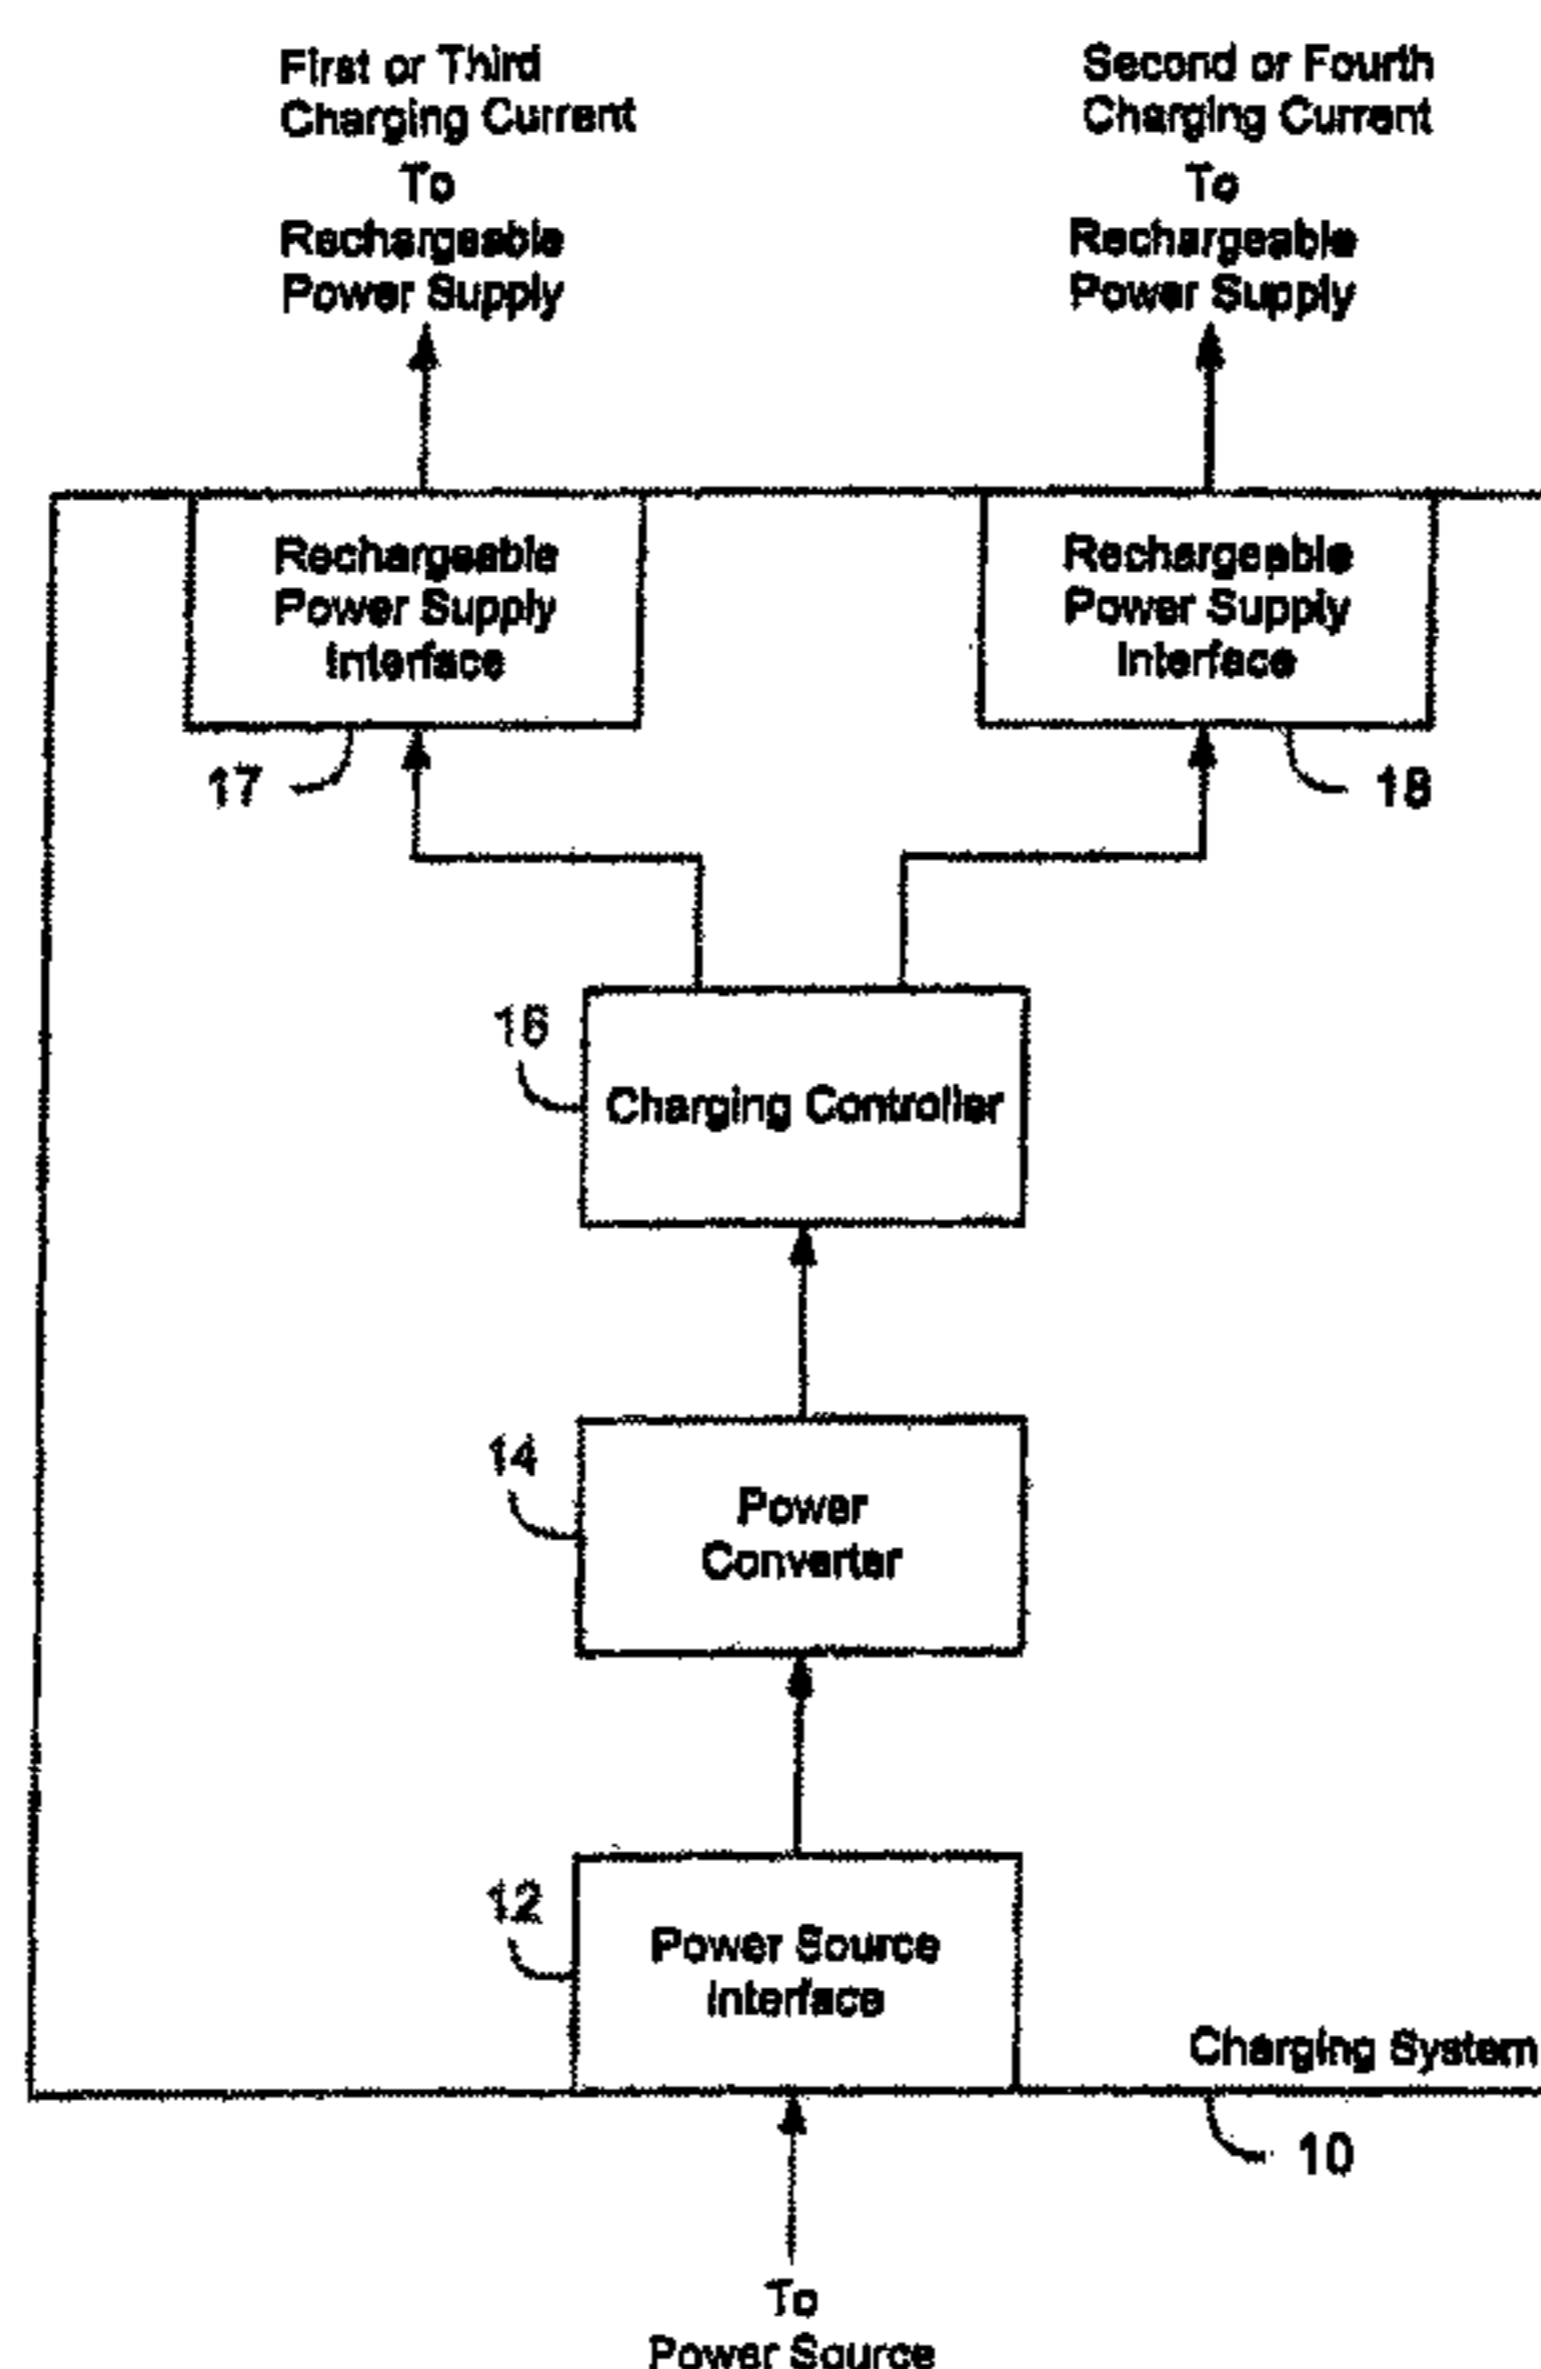 First or Third
Charging Current
To
Rechargeable
Power Supply
Second or Fourth
Charging Current
To
Rechargeable
Power Supply
Rechargeable
Power Supply
Interface
Rechargeable
Power Supply
Interface
17
18
16
Charging Controller
14
Power
Converter
12
Power Source
Interface
Charging System
10
To
Power Source